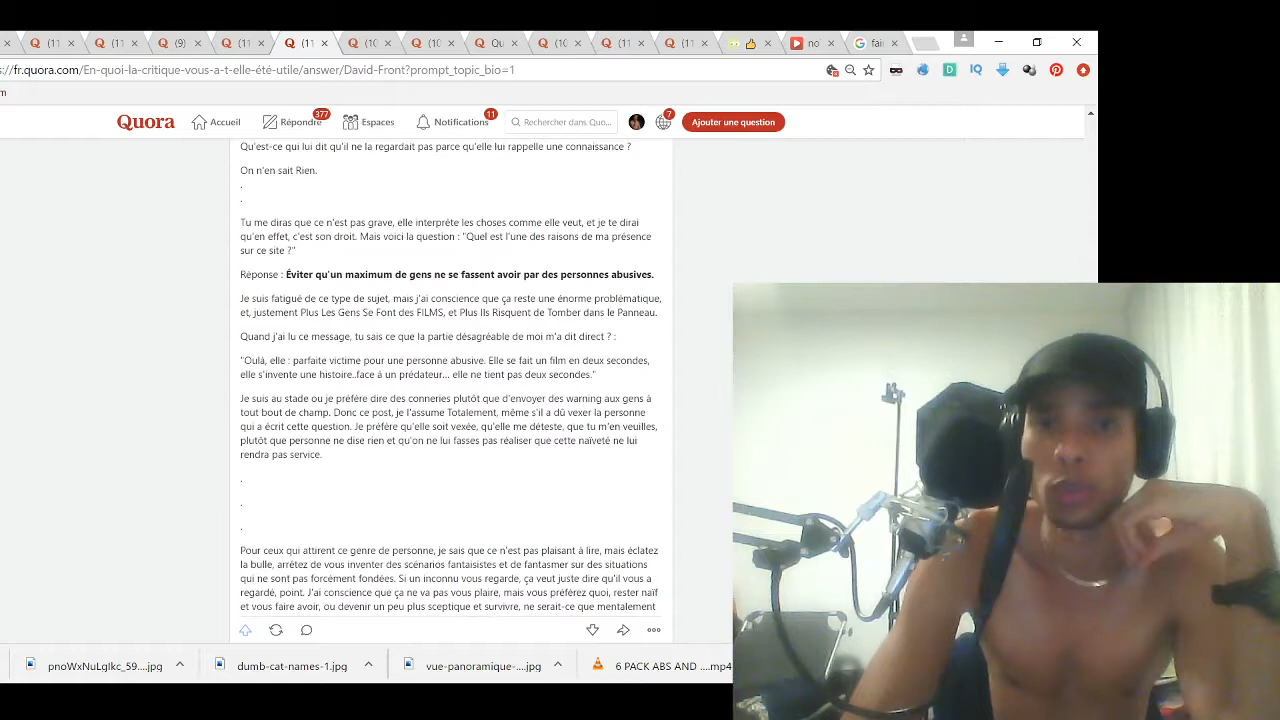 (11
(11
(9)
(11
(11
(10
(10
Qu
(10
(11
(11
no
fai
://fr.quora.com/En-quoi-la-critique-vous-a-t-elle-été-utile/answer/David-Front?prompt_topic_bio=1
m
Quora
Accueil
Répondre
377
Espaces
Notifications
11
Rechercher dans Quo...
7
Ajouter une question
Qu'est-ce qui lui dit qu'il ne la regardait pas parce qu'elle lui rappelle une connaissance ?
On n'en sait Rien.
.
.
Tu me diras que ce n'est pas grave, elle interprète les choses comme elle veut, et je te dirai
qu'en effet, c'est son droit. Mais voici la question : "Quel est l'une des raisons de ma présence
sur ce site ?"
Réponse : Éviter qu'un maximum de gens ne se fassent avoir par des personnes abusives.
Je suis fatigué de ce type de sujet, mais j'ai conscience que ça reste une énorme problématique,
et, justement Plus Les Gens Se Font des FILMS, et Plus Ils Risquent de Tomber dans le Panneau.
Quand j'ai lu ce message, tu sais ce que la partie désagréable de moi m'a dit direct ? :
"Oulà, elle : parfaite victime pour une personne abusive. Elle se fait un film en deux secondes,
elle s'invente une histoire..face à un prédateur... elle ne tient pas deux secondes."
Je suis au stade ou je préfère dire des conneries plutôt que d'envoyer des warning aux gens à
tout bout de champ. Donc ce post, je l'assume Totalement, même s'il a dû vexer la personne
qui a écrit cette question. Je préfère qu'elle soit vexée, qu'elle me déteste, que tu m'en veuilles,
plutôt que personne ne dise rien et qu'on ne lui fasses pas réaliser que cette naïveté ne lui
rendra pas service.
.
.
.
Pour ceux qui attirent ce genre de personne, je sais que ce n'est pas plaisant à lire, mais éclatez
la bulle, arrêtez de vous inventer des scénarios fantaisistes et de fantasmer sur des situations
qui ne sont pas forcément fondées. Si un inconnu vous regarde, ça veut juste dire qu'il vous a
regardé, point. J'ai conscience que ça ne va pas vous plaire, mais vous préférez quoi, rester naïf
et vous faire avoir, ou devenir un peu plus sceptique et survivre, ne serait-ce que mentalement
pnoWxNuLglkc_59....jpg
dumb-cat-names-1.jpg
vue-panoramique-....jpg
6 PACK ABS AND ....mp4